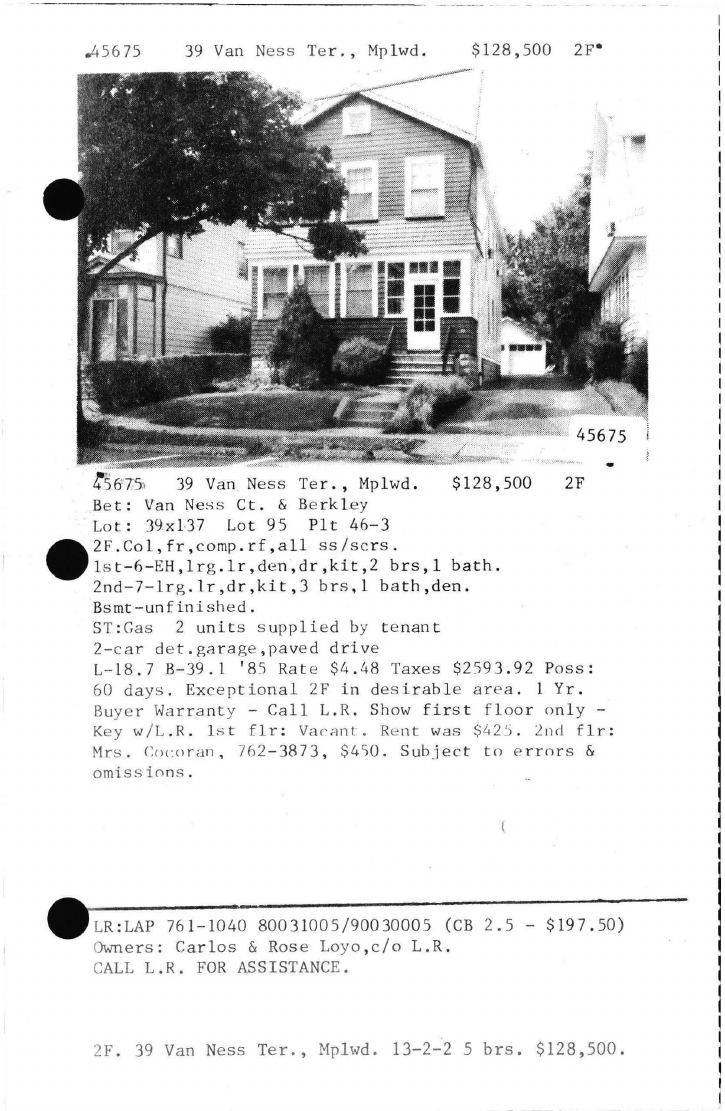 45675 39 Van Ness Ter., Mplwd. $128,500 2F
45675
45675 39 Van Ness Ter., Mplwd. $128,500 2F
Bet: Van Ness Ct. & Berkley
Lot: 39x137 Lot 95 Plt 46-3
2F.Col,fr,comp.rf,all ss/scrs.
1st-6-EH,lrg.lr,den,dr,kit,2 brs,1 bath.
2nd-7-lrg.lr,dr,kit,3 brs,1 bath,den.
Bsmt-unfinished.
ST:Gas 2 units supplied by tenant
2-car det.garage,paved drive
L-18.7 B-39.1 '85 Rate $4.48 Taxes $2593.92 Poss:
60 days. Exceptional 2F in desirable area. 1 Yr.
Buyer Warranty - Call L.R. Show first floor only -
Key w/L.R. 1st flr: Vacant. Rent was $425. 2nd flr:
Mrs. Cocoran, 762-3873, $450. Subject to errors &
omissions.
LR:LAP 761-1040 80031005/90030005 (CB 2.5 - $197.50)
Owners: Carlos & Rose Loyo,c/o L.R.
CALL L.R. FOR ASSISTANCE.
2F. 39 Van Ness Ter., Mplwd. 13-2-2 5 brs. $128,500.